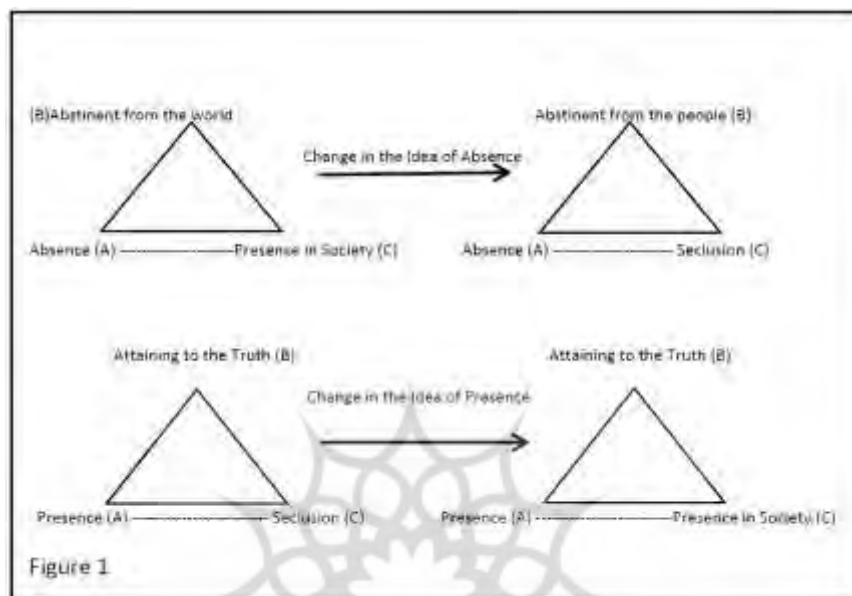 (B)Abstinent from the world
Abstinent from the people (B)
Change in the Idea of Absence
Absence (A) ---------------------Presence in Society (C)
Absence (A) ----------------------Seclusion (C)
Attaining to the Truth (B)
Attaining to the Truth (B)
Change in the Idea of Presence
Presence (A) -------------------------Seclusion (C)
Presence (A) -------------------------Presence in Society (C)
Figure 1